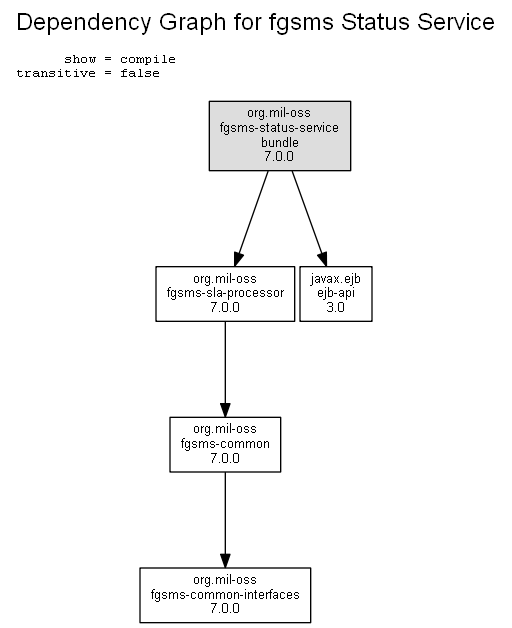 Dependency Graph for fgsms Status Service
show = compile
transitive = false
org.mil-oss
fgsms-status-service
bundle
7.0.0
org.mil-oss
fgsms-sla-processor
7.0.0
javax.ejb
ejb-api
3.0
org.mil-oss
fgsms-common
7.0.0
org.mil-oss
fgsms-common-interfaces
7.0.0